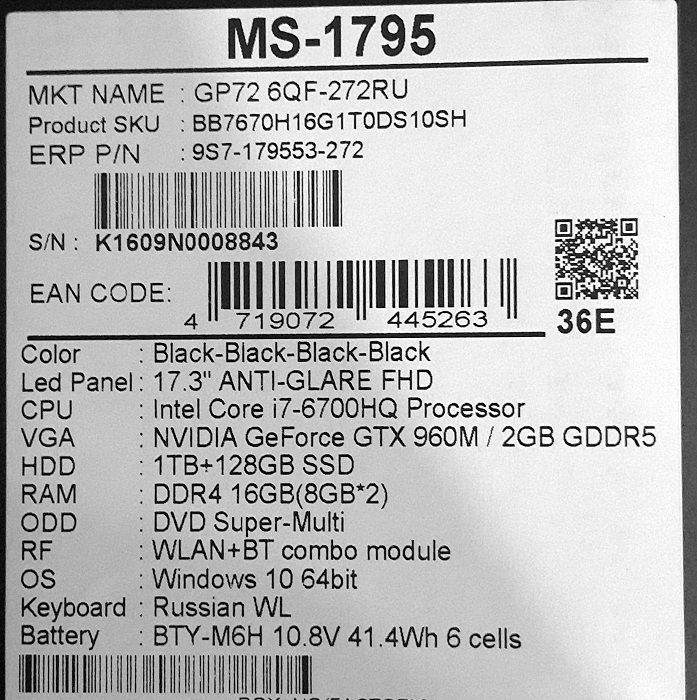 MS-1795
MKT NAME : GP72 6QF-272RU
Product SKU : BB7670H16G1T0DS10SH
ERP P/N : 9S7-179553-272
S/N : K1609N0008843
EAN CODE:
4 719072 445263
36E
Color : Black-Black-Black-Black
Led Panel : 17.3" ANTI-GLARE FHD
CPU : Intel Core i7-6700HQ Processor
VGA : NVIDIA GeForce GTX 960M / 2GB GDDR5
HDD : 1TB+128GB SSD
RAM : DDR4 16GB(8GB*2)
ODD : DVD Super-Multi
RF : WLAN+BT combo module
OS : Windows 10 64bit
Keyboard : Russian WL
Battery : BTY-M6H 10.8V 41.4Wh 6 cells